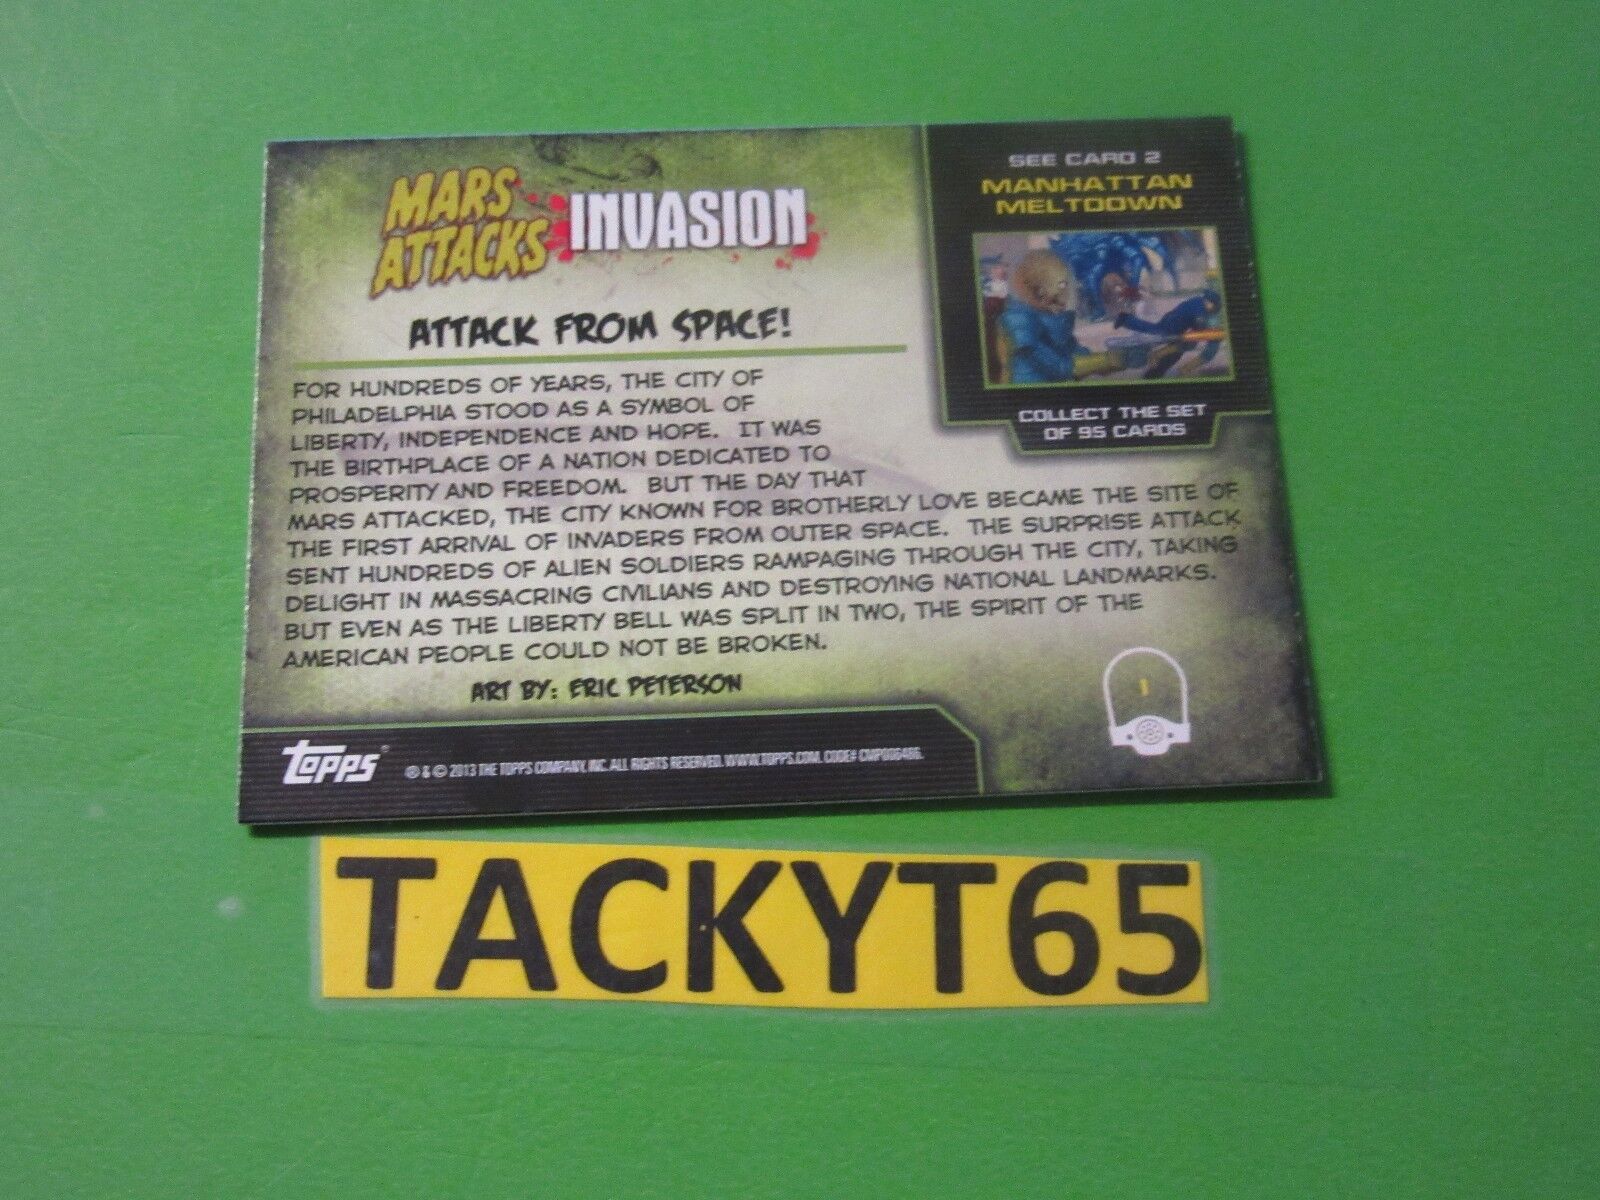 MARS ATTACKS INVASION
ATTACK FROM SPACE!
FOR HUNDREDS OF YEARS, THE CITY OF
PHILADELPHIA STOOD AS A SYMBOL OF
LIBERTY, INDEPENDENCE AND HOPE. IT WAS
THE BIRTHPLACE OF A NATION DEDICATED TO
PROSPERITY AND FREEDOM. BUT THE DAY THAT
MARS ATTACKED, THE CITY KNOWN FOR BROTHERLY LOVE BECAME THE SITE OF
THE FIRST ARRIVAL OF INVADERS FROM OUTER SPACE. THE SURPRISE ATTACK
SENT HUNDREDS OF ALIEN SOLDIERS RAMPAGING THROUGH THE CITY, TAKING
DELIGHT IN MASSACRING CIVILIANS AND DESTROYING NATIONAL LANDMARKS.
BUT EVEN AS THE LIBERTY BELL WAS SPLIT IN TWO, THE SPIRIT OF THE
AMERICAN PEOPLE COULD NOT BE BROKEN.
ART BY: ERIC PETERSON
SEE CARD 2
MANHATTAN
MELTDOWN
COLLECT THE SET
OF 95 CARDS
1
topps®
® & © 2013 THE TOPPS COMPANY, INC. ALL RIGHTS RESERVED. WWW.TOPPS.COM. CODE# CMP006486.
TACKYT65